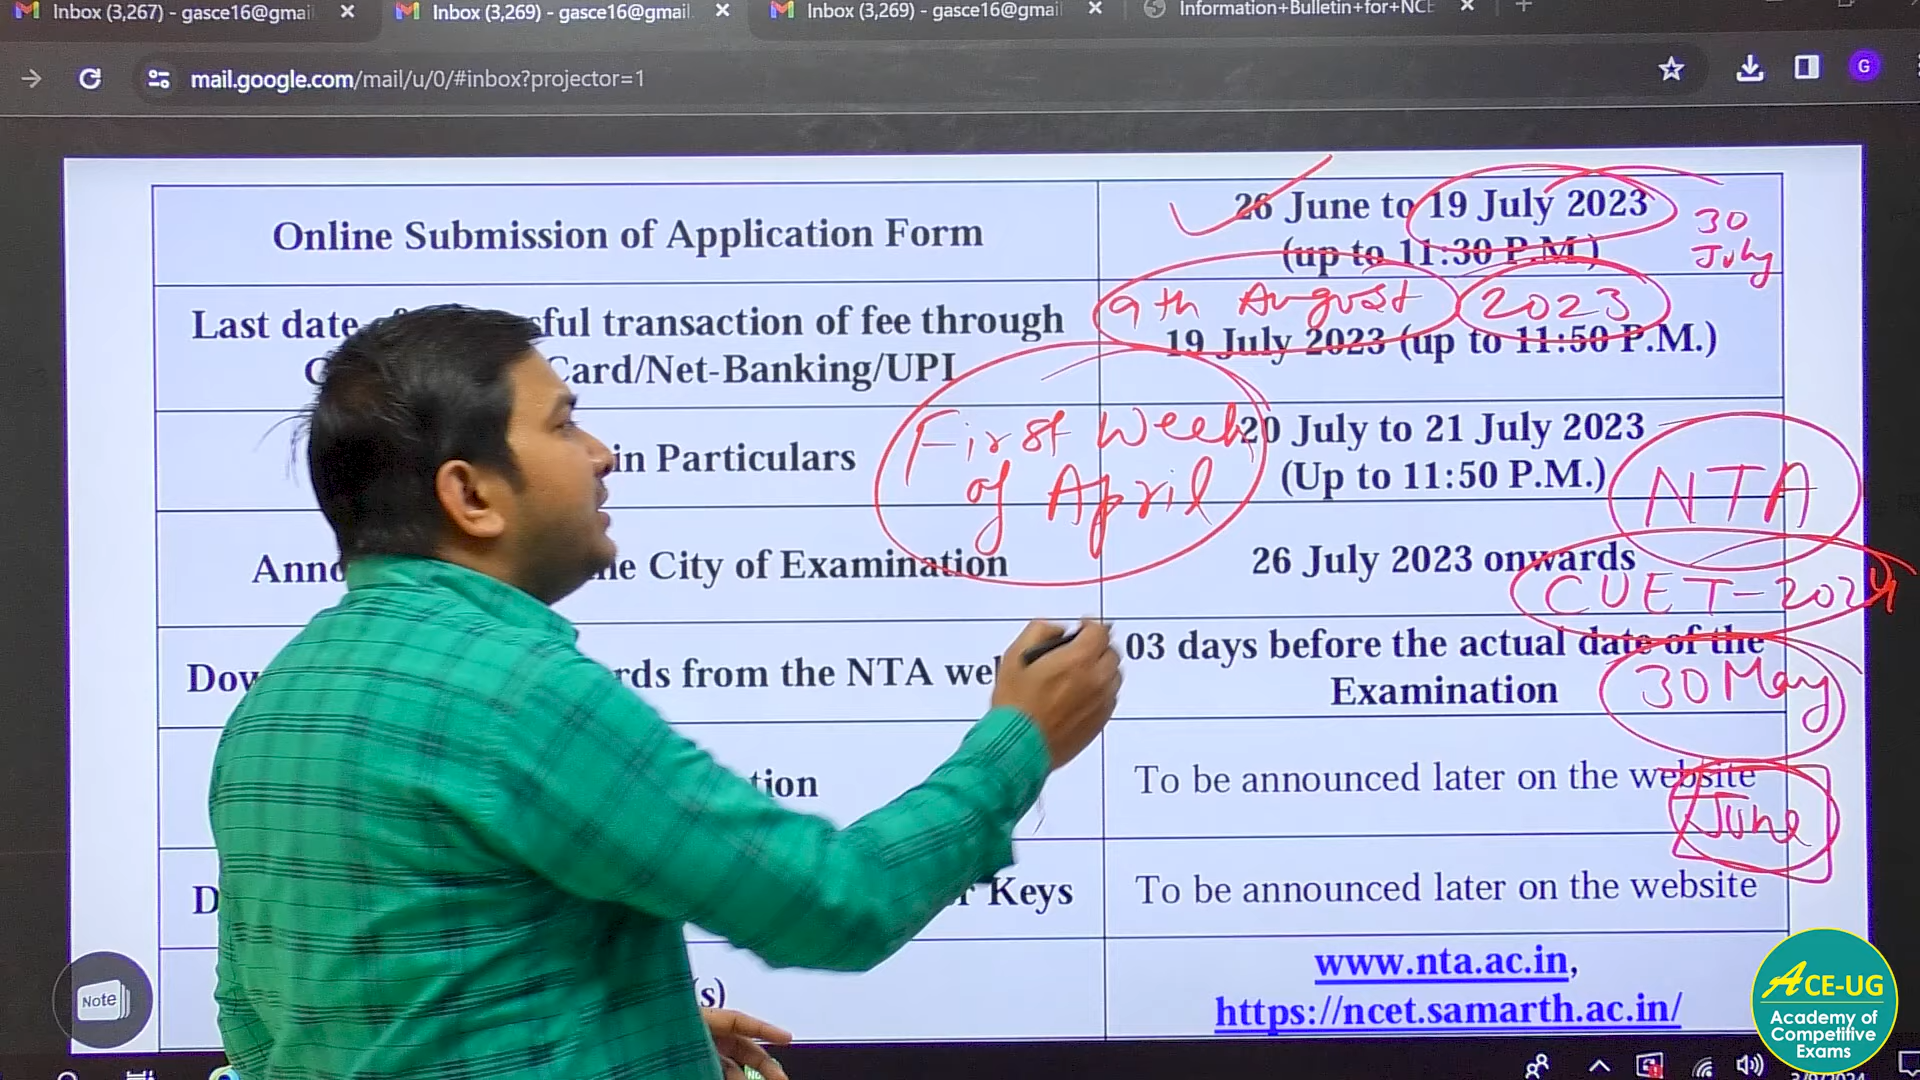 Inbox (3,267) - gasce16@gmai
Inbox (3,269) - gasce16@gmail.
Inbox (3,269) - gasce16@gmail
Information+Bulletin+for+NCE
mail.google.com/mail/u/0/#inbox?projector=1
G
Online Submission of Application Form
26 June to 19 July 2023
(up to 11:30 P.M.)
30
July
Last date
ful transaction of fee through
Card/Net-Banking/UPI
9th August 2023
19 July 2023 (up to 11:50 P.M.)
in Particulars
First Week
of April
20 July to 21 July 2023
(Up to 11:50 P.M.)
NTA
City of Examination
26 July 2023 onwards
CUET-2024
rds from the NTA
03 days before the actual date of the
Examination
30 May
tion
To be announced later on the website
June
Keys
To be announced later on the website
(s)
www.nta.ac.in,
https://ncet.samarth.ac.in/
Note
ACE-UG
Academy of
Competitive
Exams